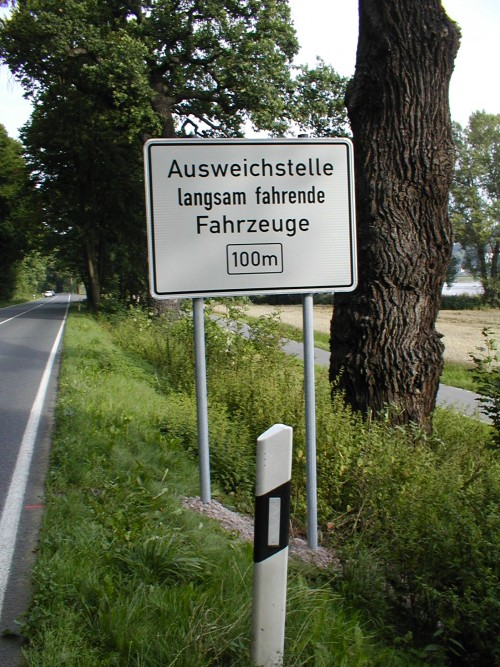 Ausweichstelle
langsam fahrende
Fahrzeuge
100m